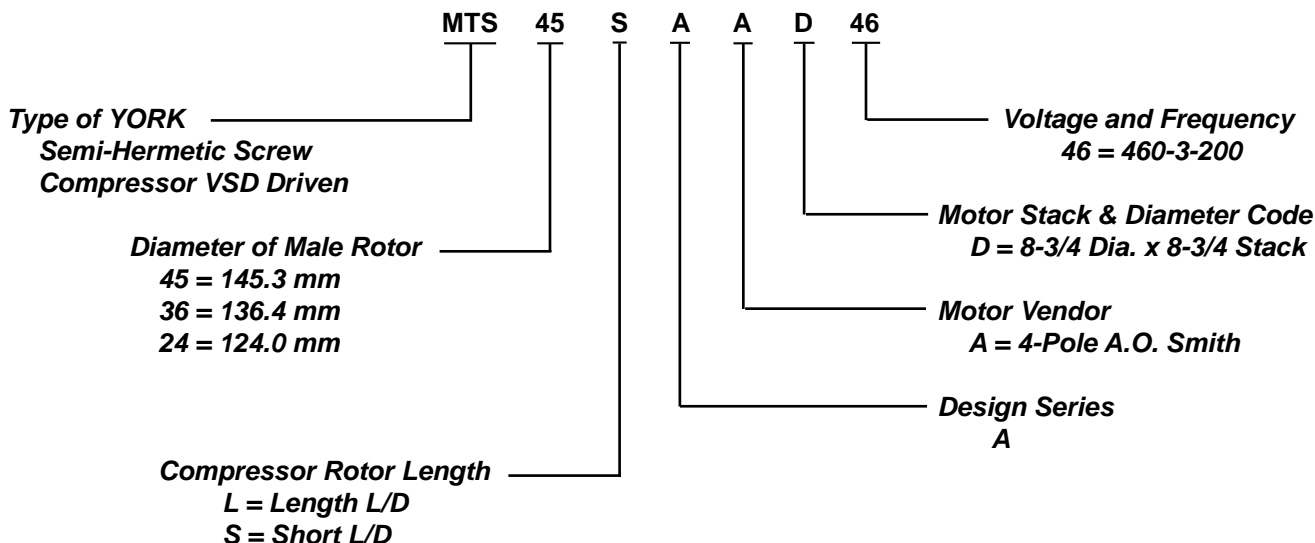 MTS 45 S A A D 46
Type of YORK
Semi-Hermetic Screw
Compressor VSD Driven
Voltage and Frequency
46 = 460-3-200
Diameter of Male Rotor
45 = 145.3 mm
36 = 136.4 mm
24 = 124.0 mm
Motor Stack & Diameter Code
D = 8-3/4 Dia. x 8-3/4 Stack
Motor Vendor
A = 4-Pole A.O. Smith
Design Series
A
Compressor Rotor Length
L = Length L/D
S = Short L/D